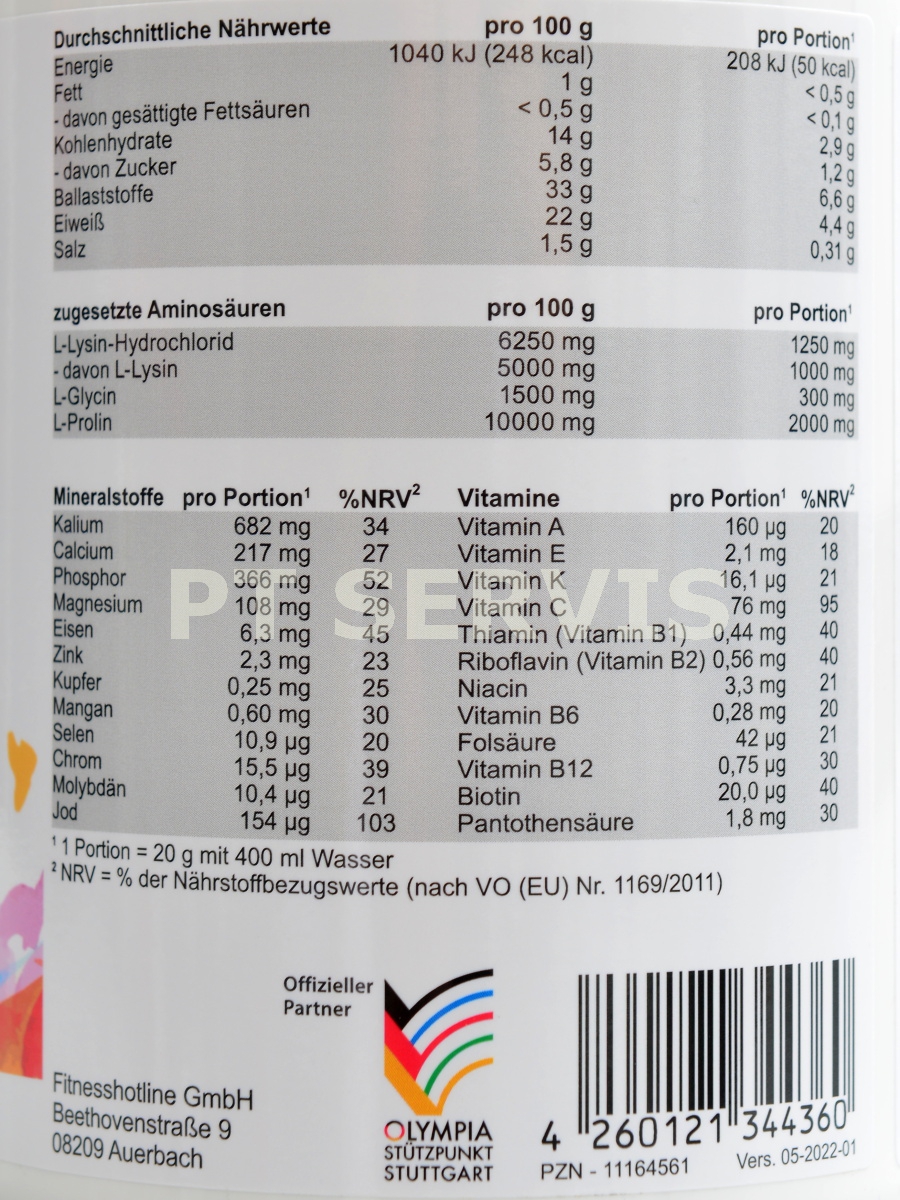 Durchschnittliche Nährwerte pro 100 g pro Portion¹
Energie 1040 kJ (248 kcal) 208 kJ (50 kcal)
Fett 1 g < 0,5 g
- davon gesättigte Fettsäuren < 0,5 g < 0,1 g
Kohlenhydrate 14 g 2,9 g
- davon Zucker 5,8 g 1,2 g
Ballaststoffe 33 g 6,6 g
Eiweiß 22 g 4,4 g
Salz 1,5 g 0,31 g
zugesetzte Aminosäuren pro 100 g pro Portion¹
L-Lysin-Hydrochlorid 6250 mg 1250 mg
- davon L-Lysin 5000 mg 1000 mg
L-Glycin 1500 mg 300 mg
L-Prolin 10000 mg 2000 mg
Mineralstoffe pro Portion¹ %NRV² Vitamine pro Portion¹ %NRV²
Kalium 682 mg 34 Vitamin A 160 µg 20
Calcium 217 mg 27 Vitamin E 2,1 mg 18
Phosphor 366 mg 52 Vitamin K 16,1 µg 21
Magnesium 108 mg 29 Vitamin C 76 mg 95
PT SERVIS
Eisen 6,3 mg 45 Thiamin (Vitamin B1) 0,44 mg 40
Zink 2,3 mg 23 Riboflavin (Vitamin B2) 0,56 mg 40
Kupfer 0,25 mg 25 Niacin 3,3 mg 21
Mangan 0,60 mg 30 Vitamin B6 0,28 mg 20
Selen 10,9 µg 20 Folsäure 42 µg 21
Chrom 15,5 µg 39 Vitamin B12 0,75 µg 30
Molybdän 10,4 µg 21 Biotin 20,0 µg 40
Jod 154 µg 103 Pantothensäure 1,8 mg 30
¹ 1 Portion = 20 g mit 400 ml Wasser
² NRV = % der Nährstoffbezugswerte (nach VO (EU) Nr. 1169/2011)
Offizieller
Partner
OLYMPIA
STÜTZPUNKT
STUTTGART
Fitnesshotline GmbH
Beethovenstraße 9
08209 Auerbach
4 260121 344360
PZN - 11164561 Vers. 05-2022-01